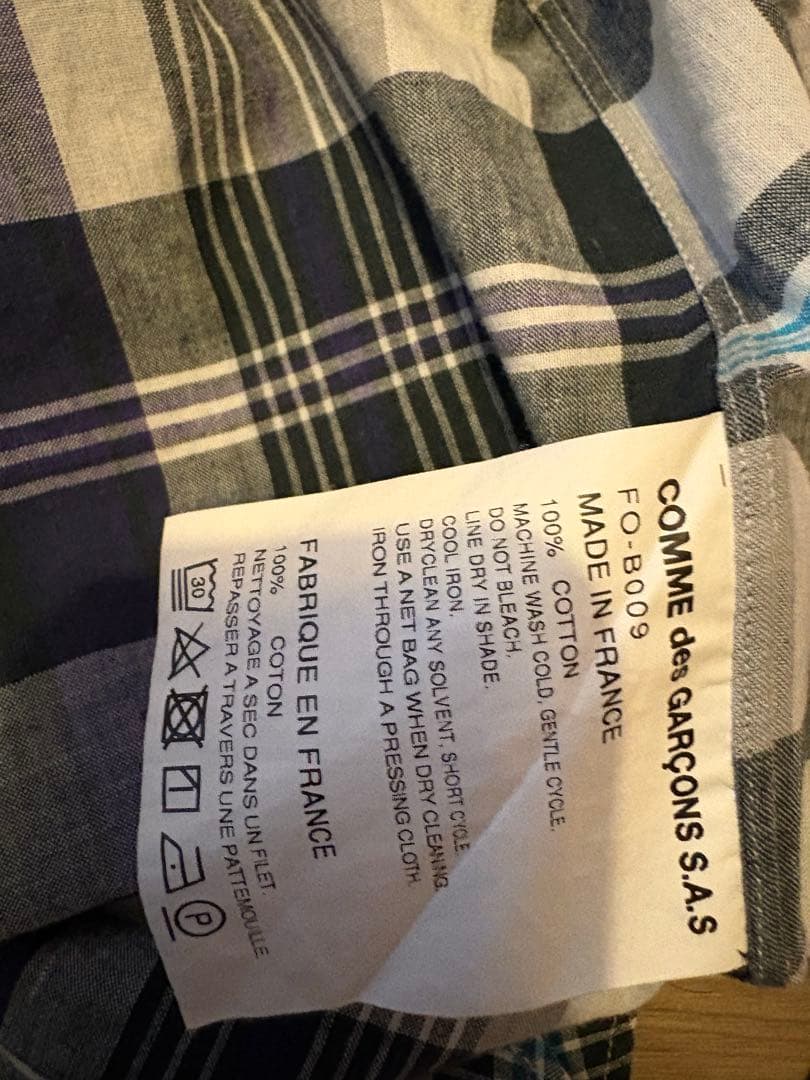 COMME des GARÇONS S.A.S
FO-B009
MADE IN FRANCE
100% COTTON
MACHINE WASH COLD, GENTLE CYCLE.
DO NOT BLEACH.
LINE DRY IN SHADE.
COOL IRON.
DRYCLEAN ANY SOLVENT, SHORT CYCLE.
USE A NET BAG WHEN DRY CLEANING.
IRON THROUGH A PRESSING CLOTH.
FABRIQUE EN FRANCE
100% COTON
NETTOYAGE A SEC DANS UN FILET.
REPASSER A TRAVERS UNE PATTEMOUILLE
30 P